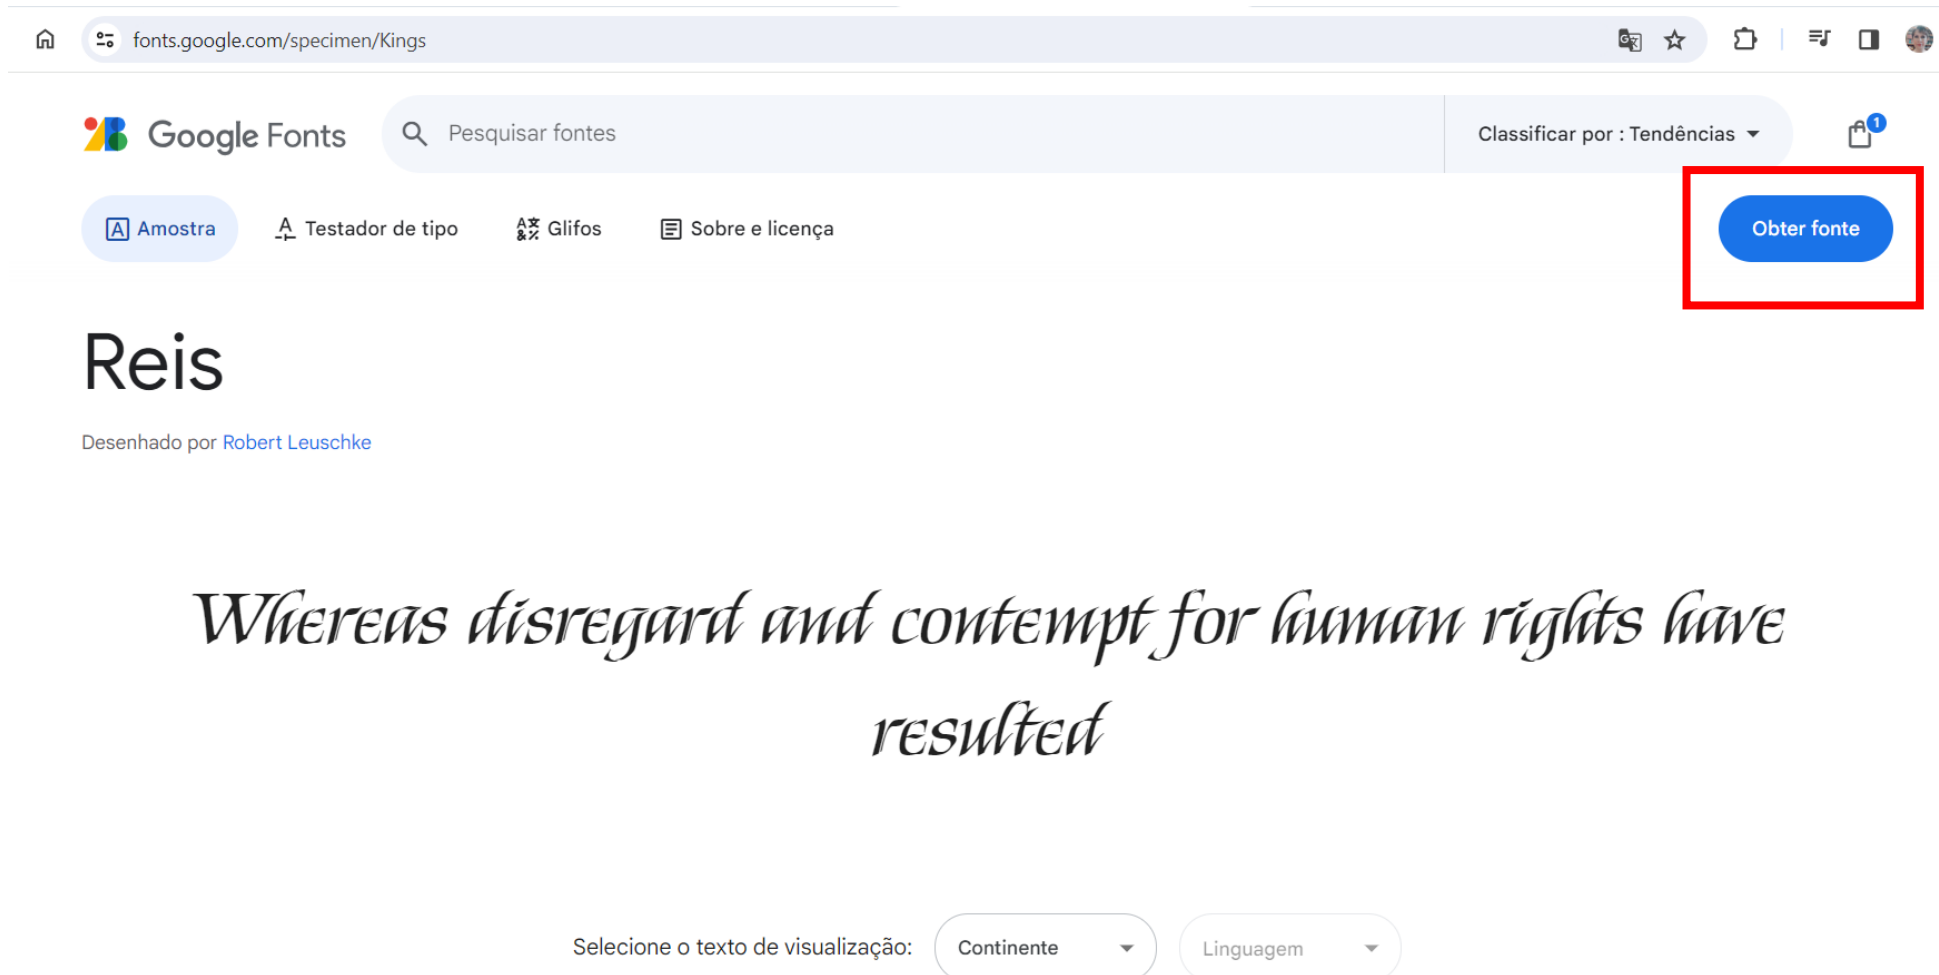 fonts.google.com/specimen/Kings
Google Fonts
Pesquisar fontes
Classificar por : Tendências
1
Amostra
Testador de tipo
Glifos
Sobre e licença
Obter fonte
Reis
Desenhado por Robert Leuschke
Whereas disregard and contempt for human rights have
resulted
Selecione o texto de visualização:
Continente
Linguagem